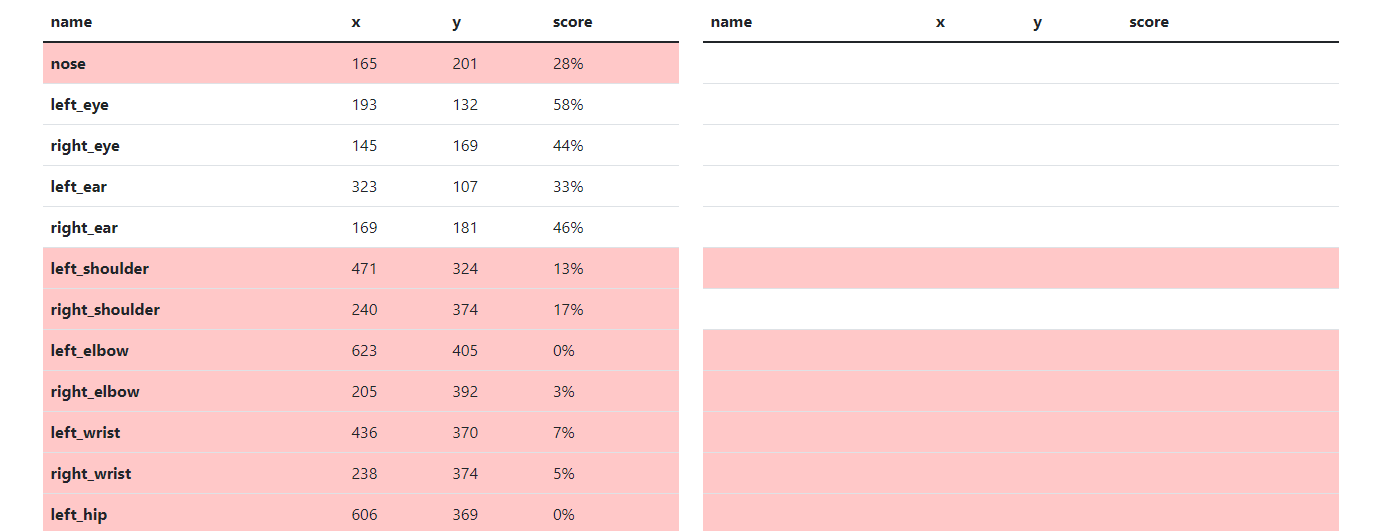 name x y score name x y score
nose 165 201 28%
left_eye 193 132 58%
right_eye 145 169 44%
left_ear 323 107 33%
right_ear 169 181 46%
left_shoulder 471 324 13%
right_shoulder 240 374 17%
left_elbow 623 405 0%
right_elbow 205 392 3%
left_wrist 436 370 7%
right_wrist 238 374 5%
left_hip 606 369 0%